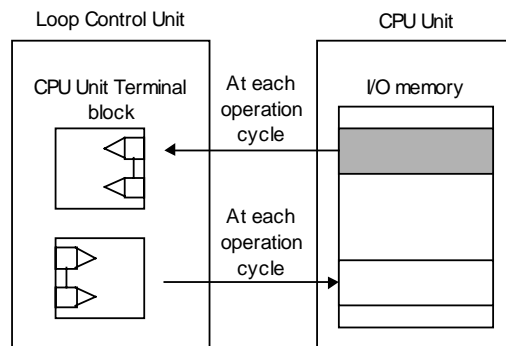 Loop Control Unit
CPU Unit
CPU Unit Terminal
block
At each
operation
cycle
I/O memory
At each
operation
cycle